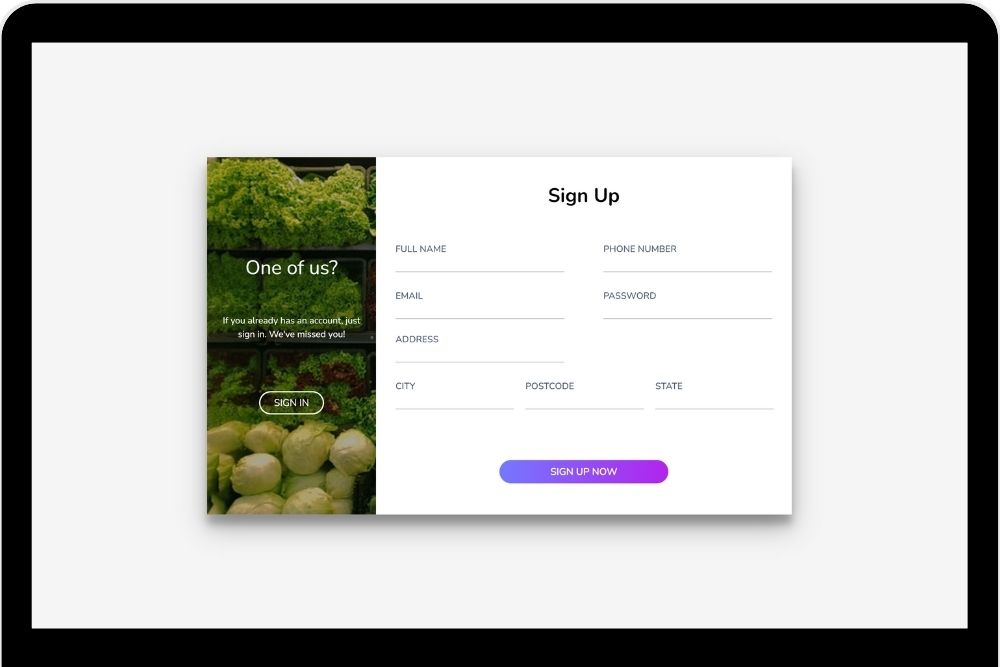 Sign Up
One of us?
If you already has an account, just
sign in. We've missed you!
SIGN IN
FULL NAME
PHONE NUMBER
EMAIL
PASSWORD
ADDRESS
CITY
POSTCODE
STATE
SIGN UP NOW